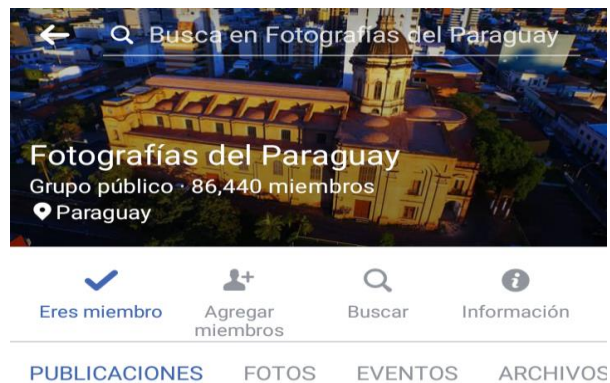 Busca en Fotografías del Paraguay
Fotografías del Paraguay
Grupo público · 86,440 miembros
Paraguay
Eres miembro
Agregar miembros
Buscar
Información
PUBLICACIONES FOTOS EVENTOS ARCHIVOS